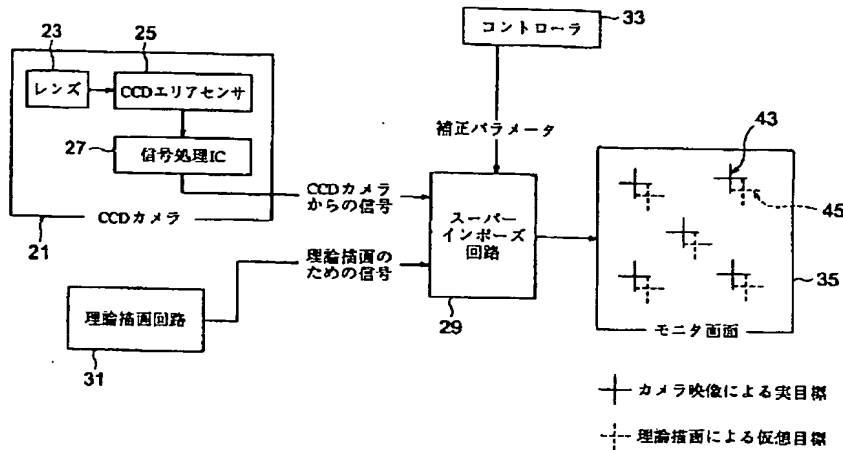 コントローラ
33
23
25
レンズ
CCDエリアセンサ
27
信号処理IC
補正パラメータ
43
CCDカメラ
21
CCDカメラ
からの信号
スーパー
インポーズ
回路
45
理論描画の
ための信号
35
理論描画回路
29
モニタ画面
31
カメラ映像による実目標
理論描画による仮想目標